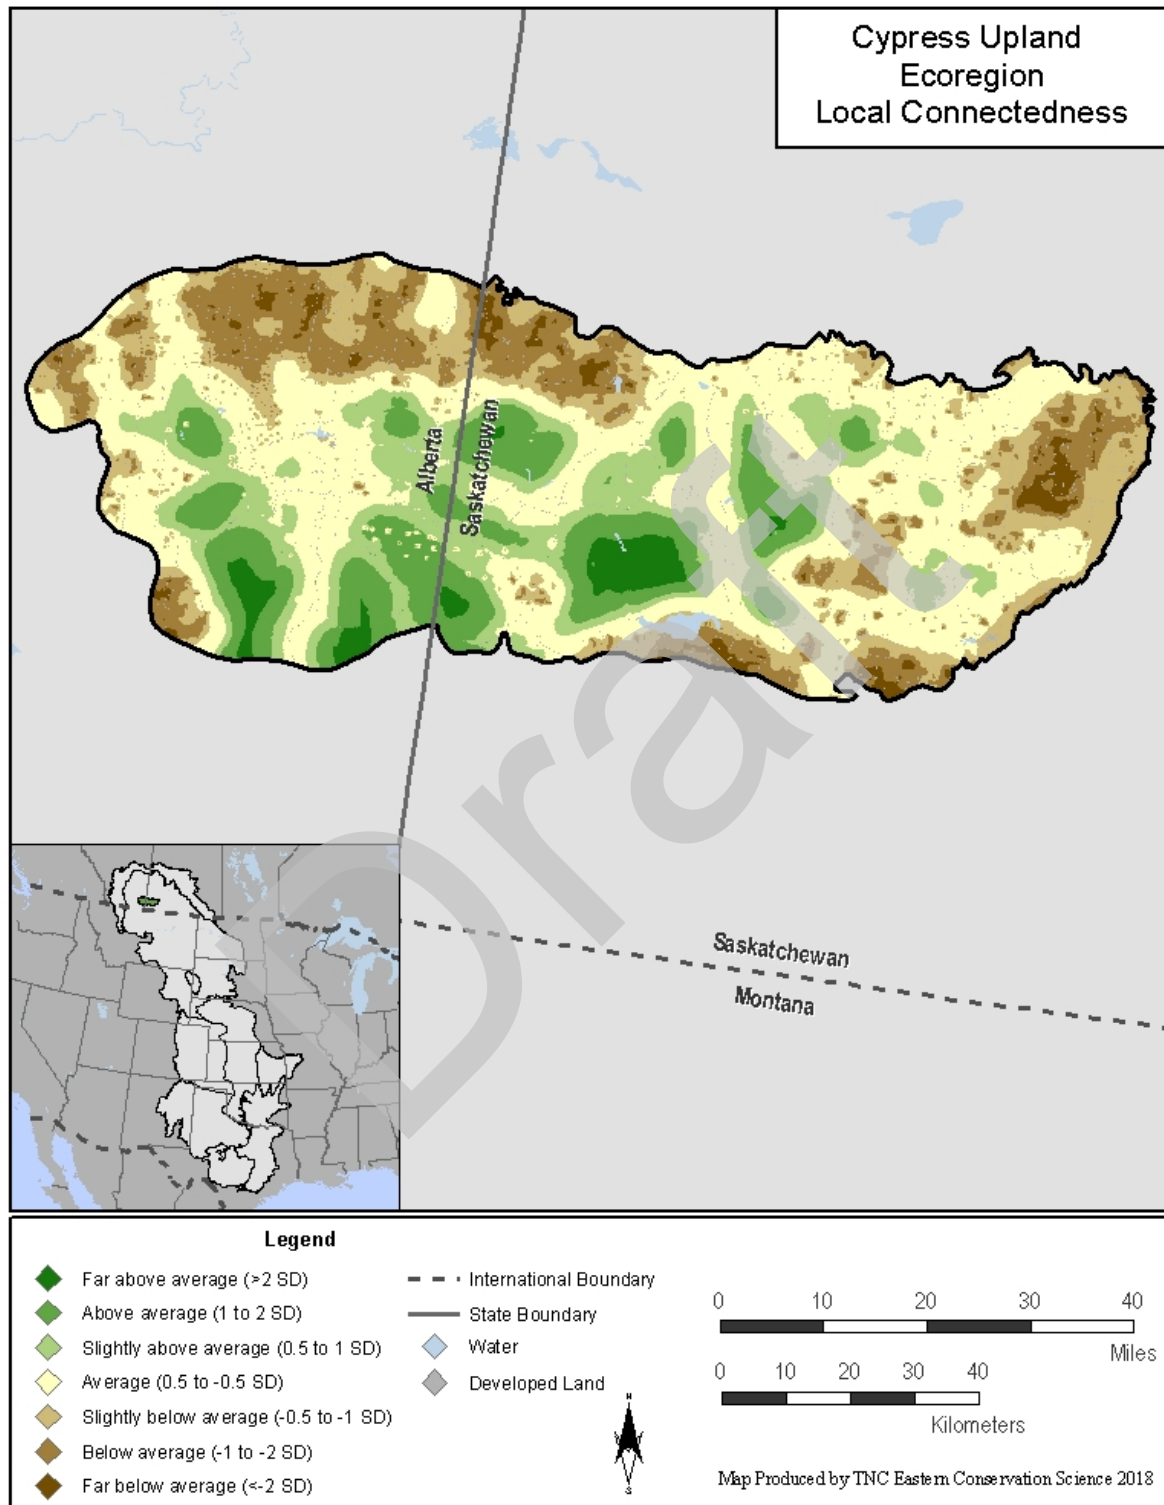 Cypress Upland
Ecoregion
Local Connectedness
Alberta
Saskatchewan
Draft
Saskatchewan
Montana
Legend
Far above average (>2 SD)
Above average (1 to 2 SD)
Slightly above average (0.5 to 1 SD)
Average (0.5 to -0.5 SD)
Slightly below average (-0.5 to -1 SD)
Below average (-1 to -2 SD)
Far below average (<-2 SD)
International Boundary
State Boundary
Water
Developed Land
N
S
0 10 20 30 40
Miles
0 10 20 30 40
Kilometers
Map Produced by TNC Eastern Conservation Science 2018